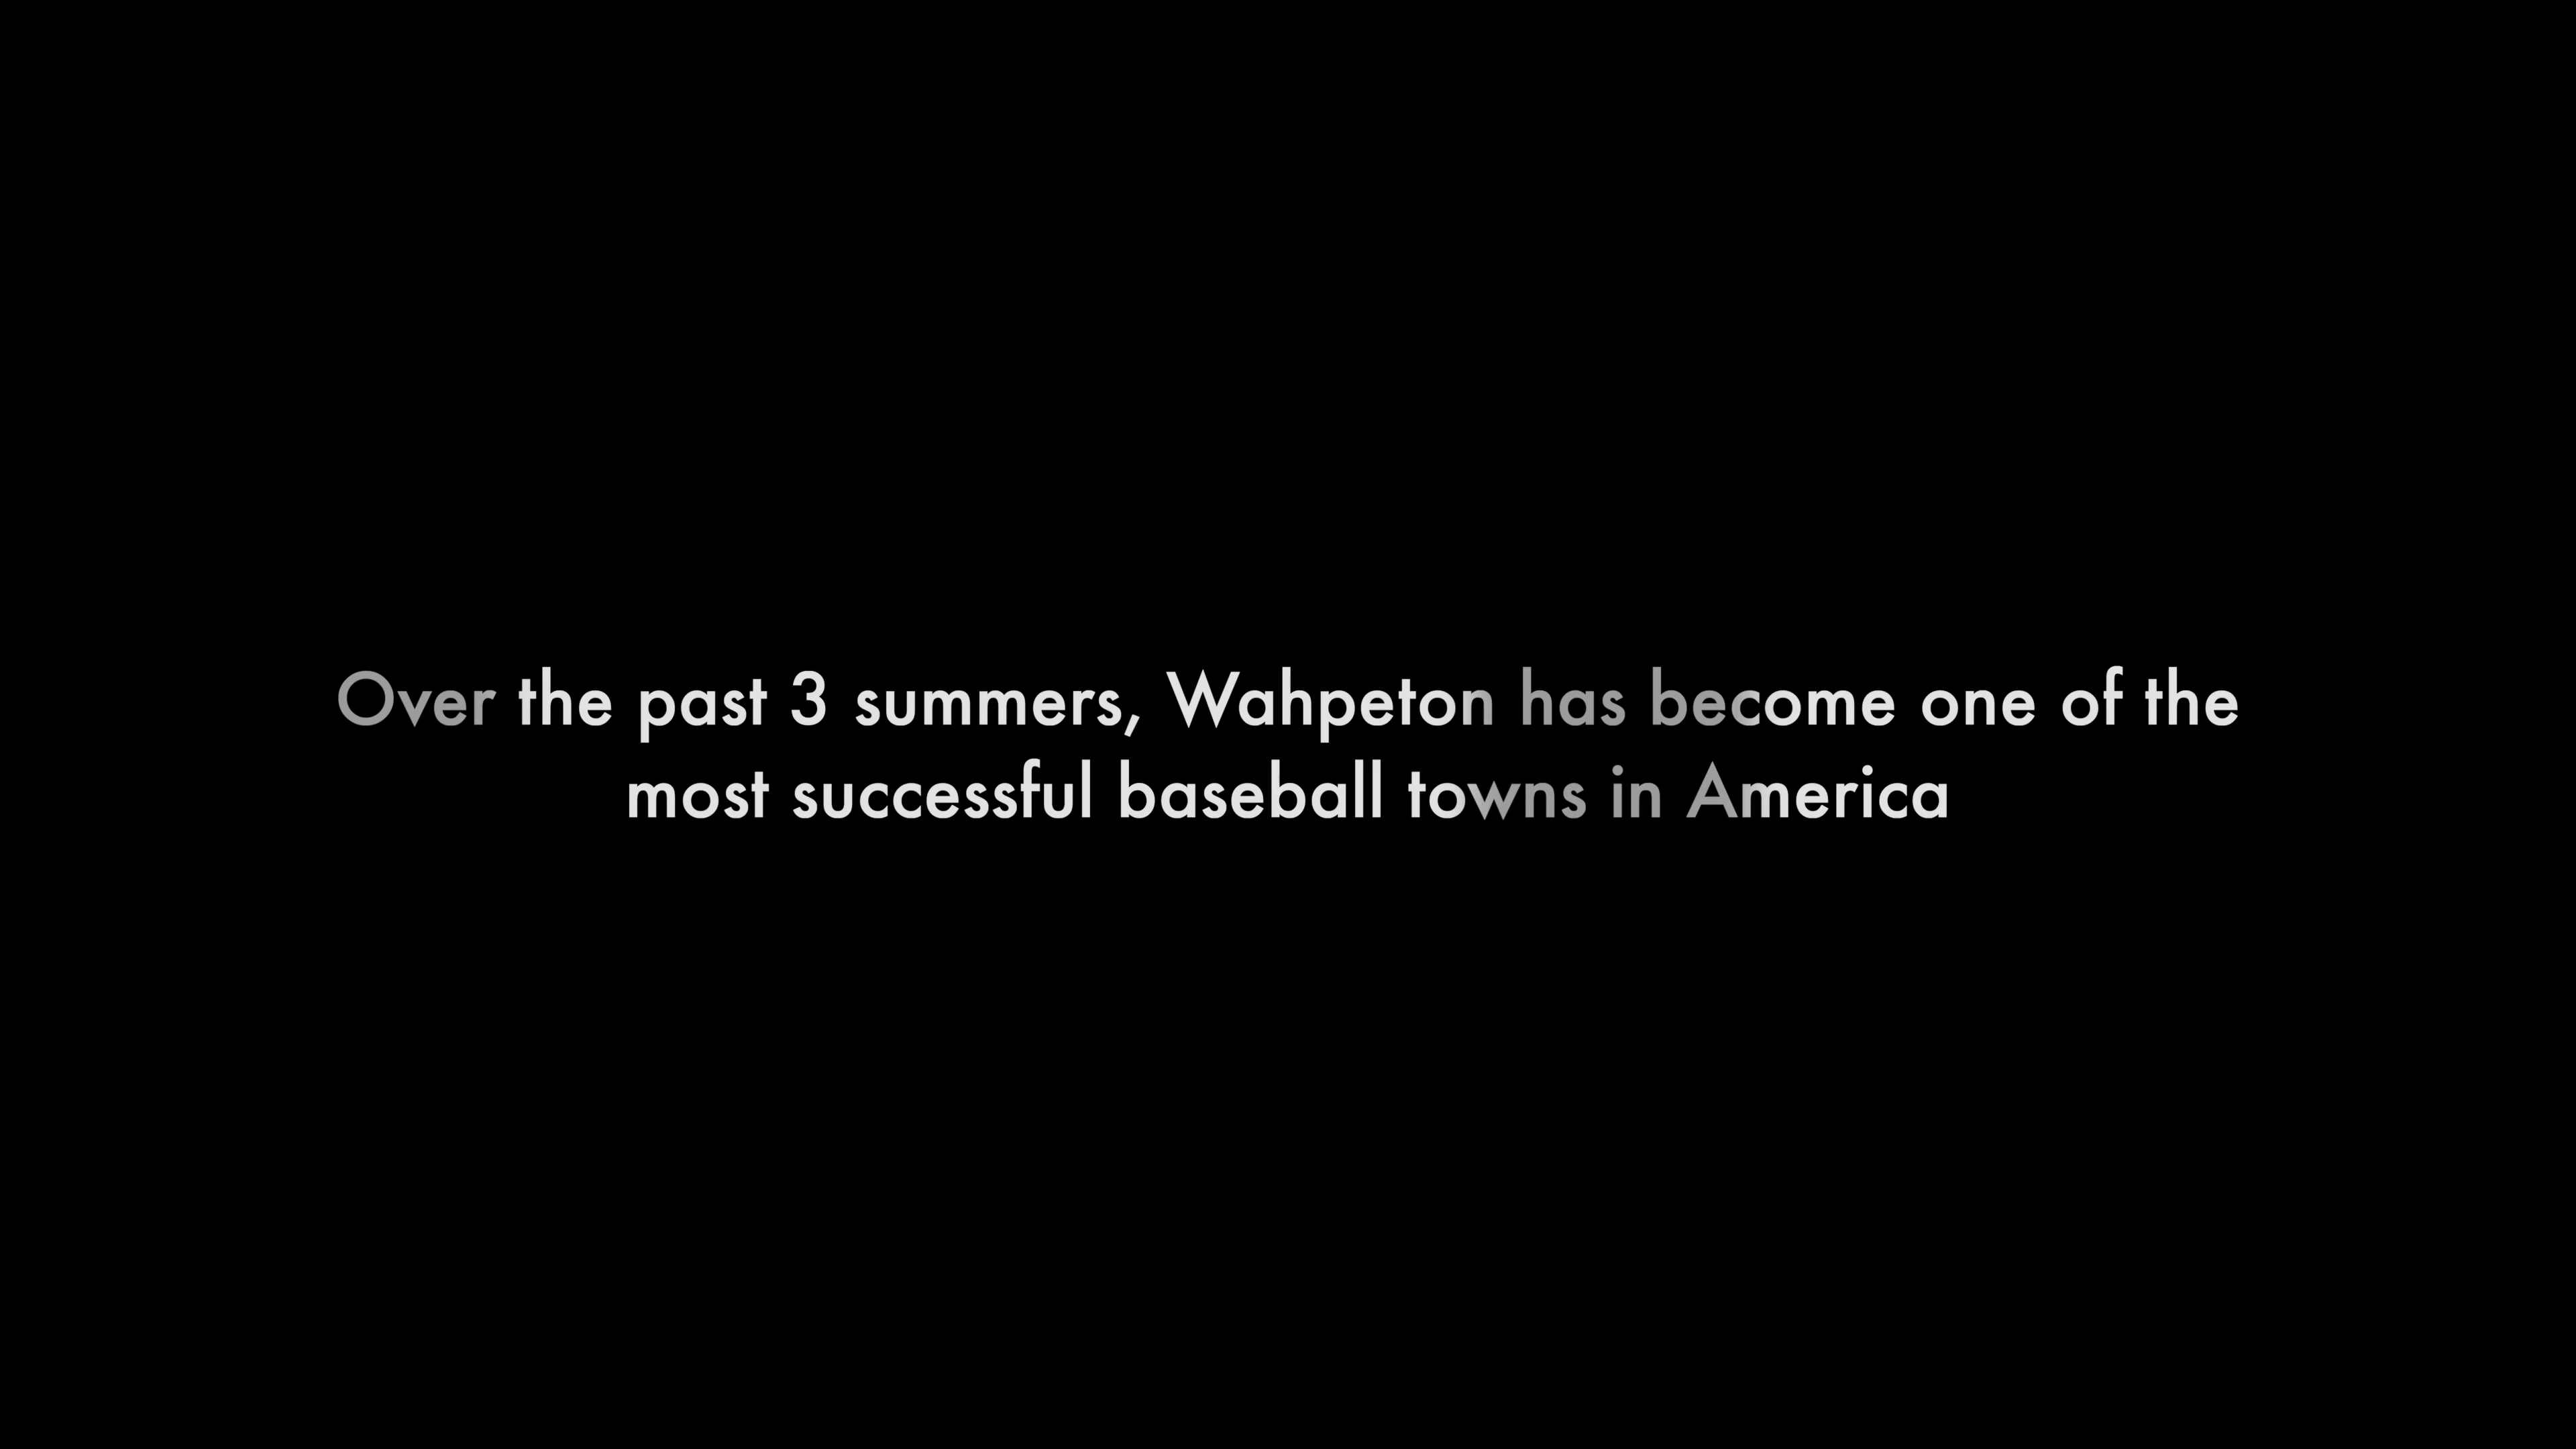 Over the past 3 summers, Wahpeton has become one of the
most successful baseball towns in America